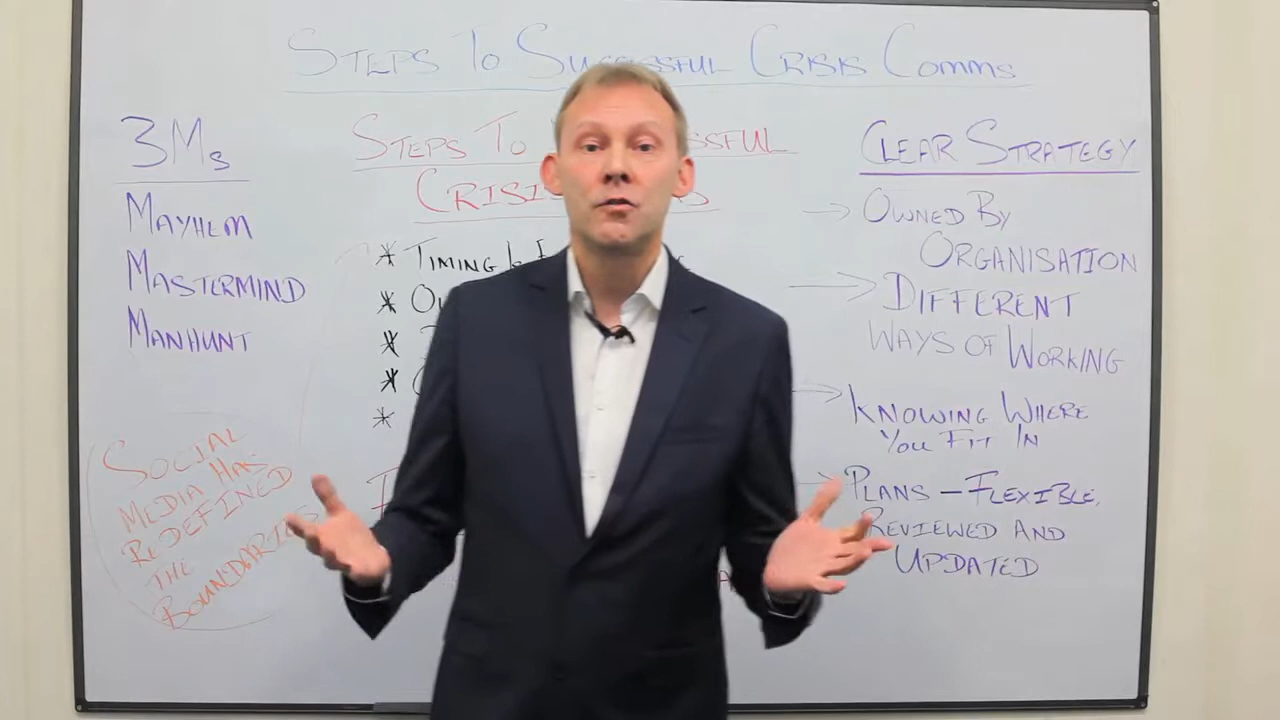 STEPS TO SUCCESSFUL CRISIS COMMS
3Ms
MAYHEM
MASTERMIND
MANHUNT
SOCIAL
MEDIA HAS
REDEFINED
THE
BOUNDARIES
STEPS TO
* TIMING
*
*
*
*
CLEAR STRATEGY
→ OWNED BY
ORGANISATION
→ DIFFERENT
WAYS OF WORKING
→ KNOWING WHERE
YOU FIT IN
→ PLANS – FLEXIBLE,
REVIEWED AND
UPDATED